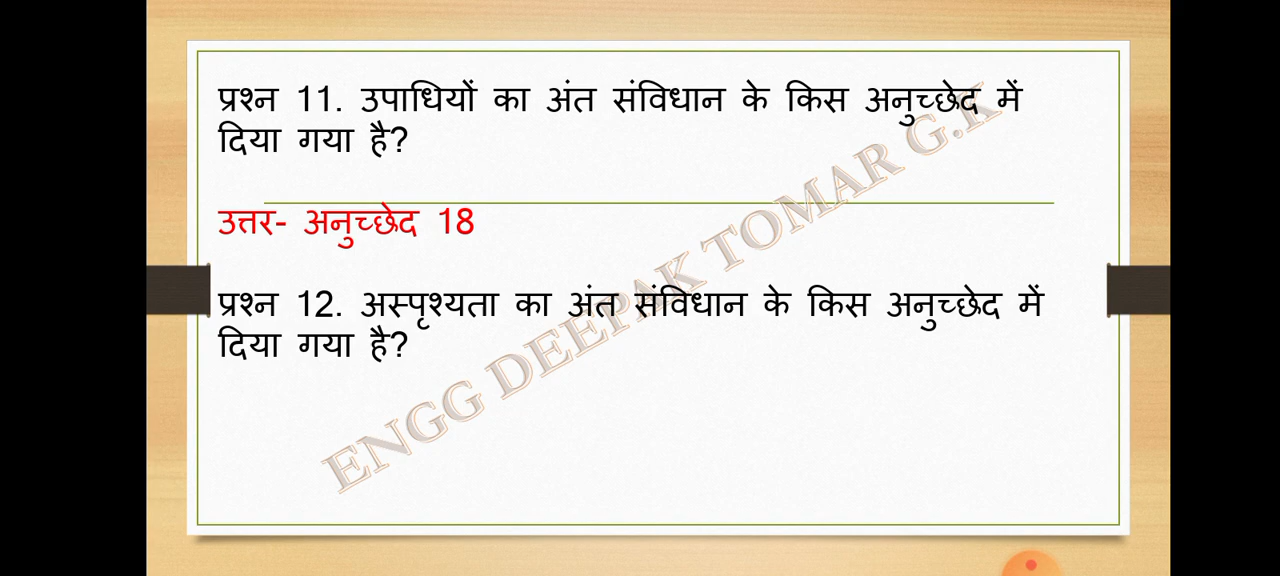 प्रश्न 11. उपाधियों का अंत संविधान के किस अनुच्छेद में
दिया गया है?
उत्तर- अनुच्छेद 18
प्रश्न 12. अस्पृश्यता का अंत संविधान के किस अनुच्छेद में
दिया गया है?
ENGG DEEPAK TOMAR G.K